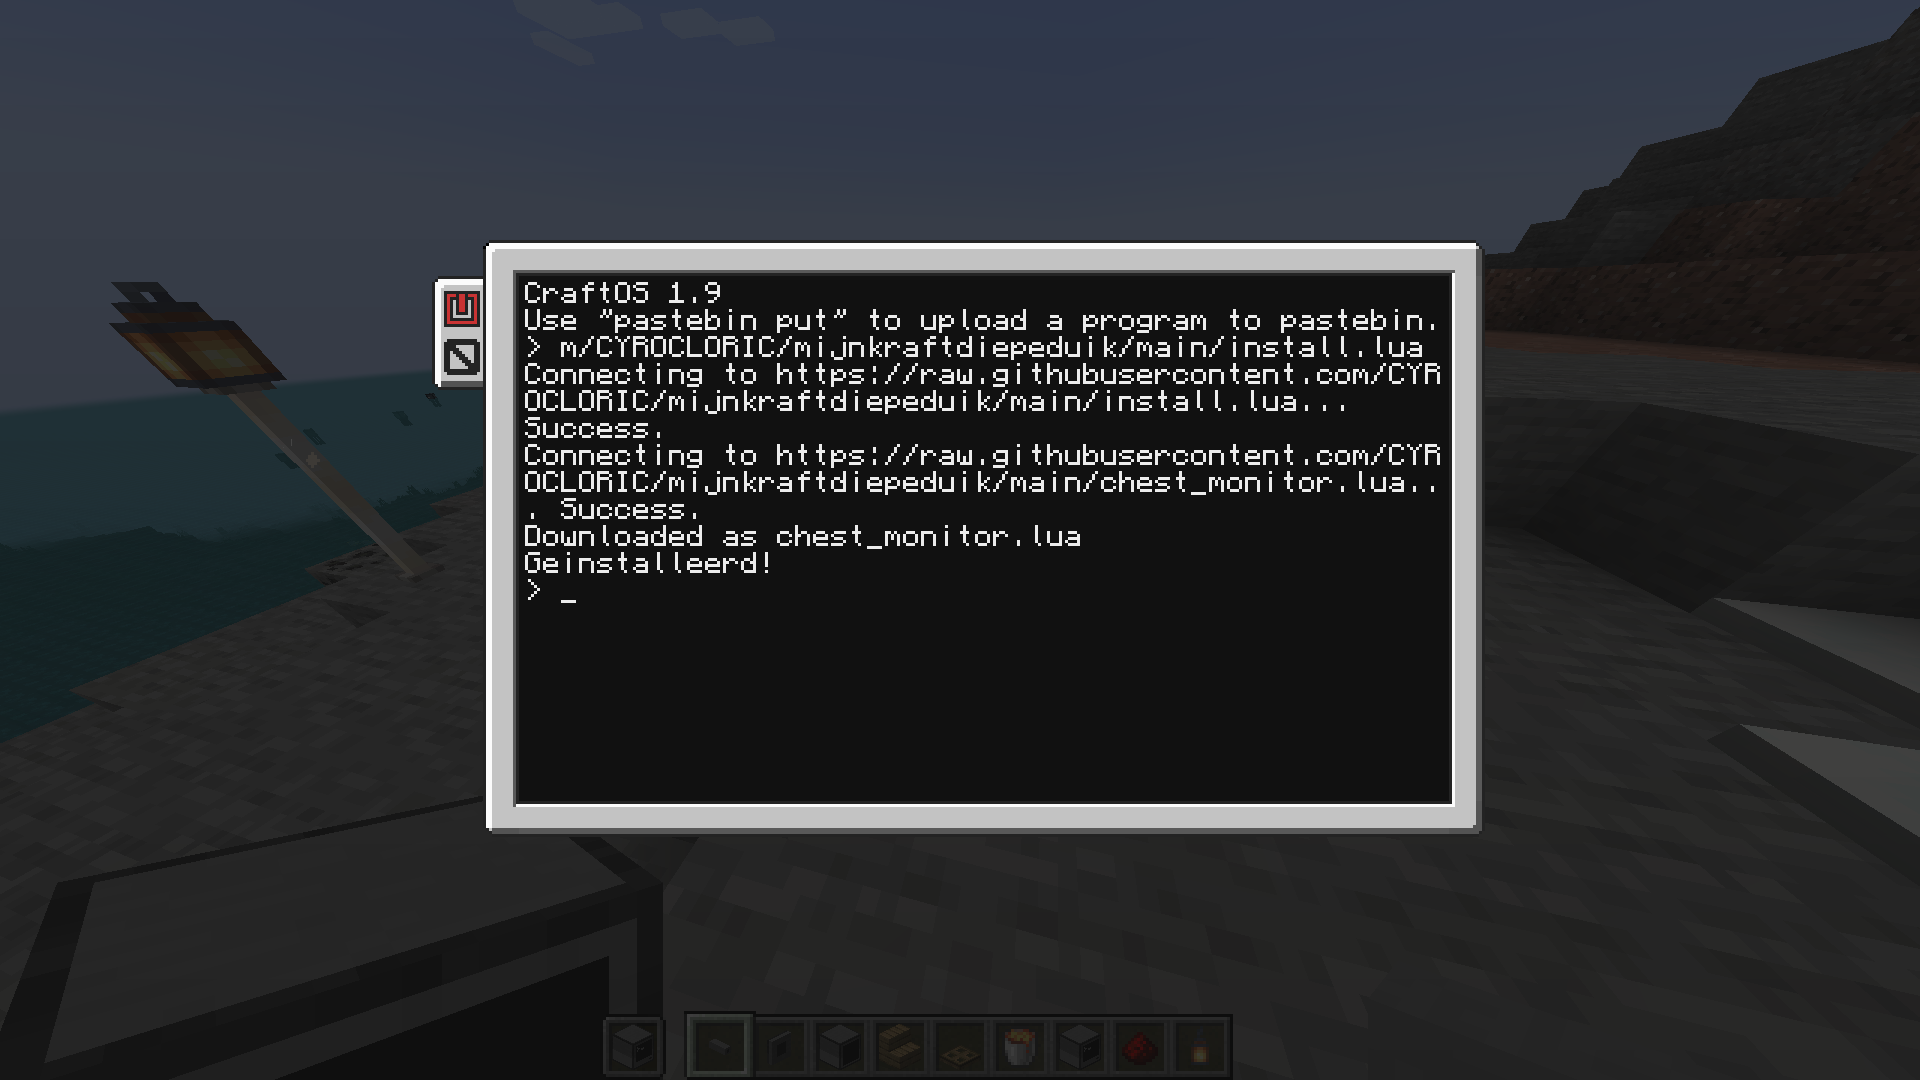 CraftOS 1.9
Use "pastebin put" to upload a program to pastebin.
> m/CYROCLORIC/mijnkraftdiepeduik/main/install.lua
Connecting to https://raw.githubusercontent.com/CYR
OCLORIC/mijnkraftdiepeduik/main/install.lua...
Success.
Connecting to https://raw.githubusercontent.com/CYR
OCLORIC/mijnkraftdiepeduik/main/chest_monitor.lua..
. Success.
Downloaded as chest_monitor.lua
Geinstalleerd!
> _